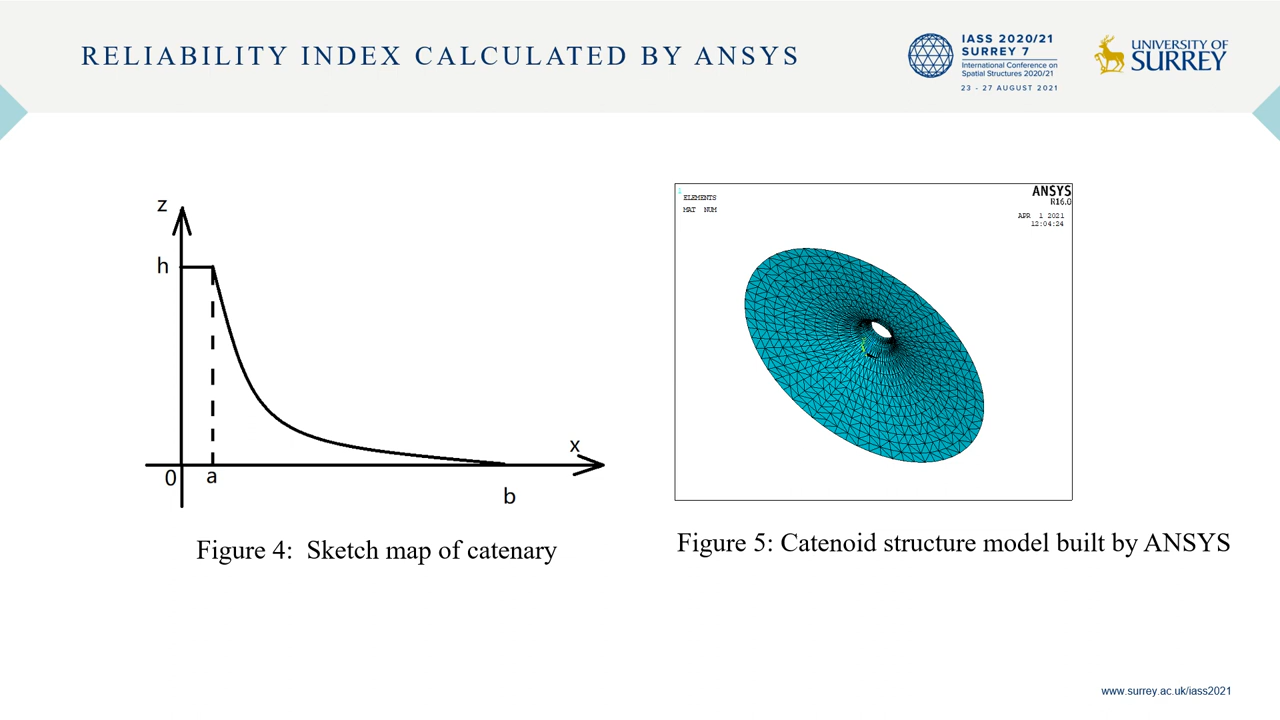 RELIABILITY INDEX CALCULATED BY ANSYS
IASS 2020/21
SURREY 7
International Conference on
Spatial Structures 2020/21
23 - 27 AUGUST 2021
UNIVERSITY OF
SURREY
z
h
0
a
x
b
Figure 4: Sketch map of catenary
1
ELEMENTS
MAT NUM
ANSYS
R16.0
APR 1 2021
12:04:24
Figure 5: Catenoid structure model built by ANSYS
www.surrey.ac.uk/iass2021